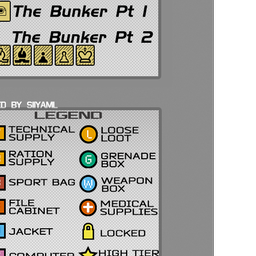 The Bunker Pt 1
The Bunker Pt 2
BY SIIYAML
LEGEND
TECHNICAL
SUPPLY
LOOSE
LOOT
RATION
SUPPLY
G
GRENADE
BOX
SPORT BAG
W
WEAPON
BOX
FILE
CABINET
MEDICAL
SUPPLIES
JACKET
LOCKED
COMPUTER
HIGH TIER